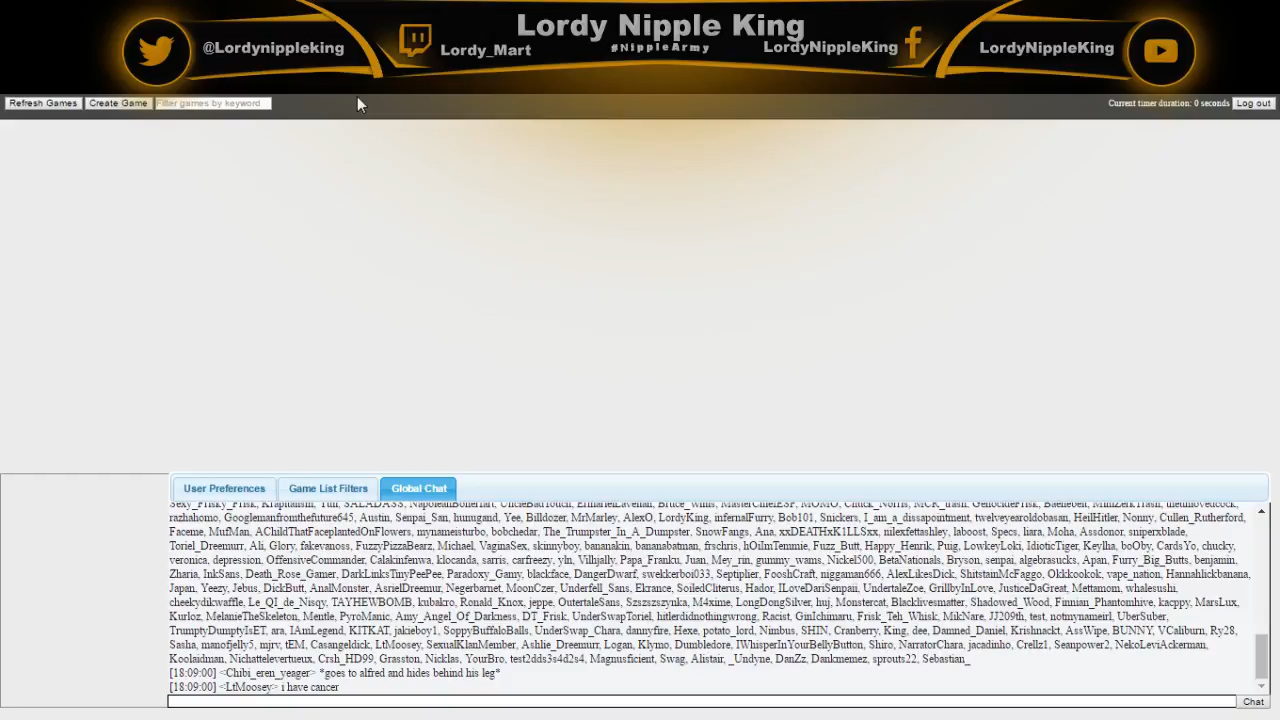 Lordy Nipple King
@Lordynippleking
Lordy_Mart
#NippleArmy
LordyNippleKing
LordyNippleKing
Refresh Games
Create Game
Filter games by keyword
Current timer duration: 0 seconds
Log out
User Preferences
Game List Filters
Global Chat
razhahomo, Googlemanfromthefuture645, Austin, Senpai_San, hunugand, Yee, Billdozer, MrMarley, AlexO, LordyKing, infernalFurry, Bob101, Snickers, I_am_a_dissapointment, twelveyearoldobasan, HeilHitler, Nonny, Cullen_Rutherford,
Faceme, MufMan, AChildThatFaceplantedOnFlowers, mynameisturbo, bobchedar, The_Trumpster_In_A_Dumpster, SnowFangs, Ana, xxDEATHxK1LLSxx, nilexfettashley, laboost, Specs, liara, Moha, Assdonor, sniperxblade,
Toriel_Dreemurr, Ali, Glory, fakevanoss, FuzzyPizzaBearz, Michael, VaginaSex, skinnyboy, bananakin, bananabatman, frschris, hOiImTemmie, Fuzz_Butt, Happy_Henrik, Puig, LowkeyLoki, IdioticTiger, Keylha, boOby, CardsYo, chucky,
veronica, depression, OffensiveCommander, Calakinfenwa, klocanda, sarris, carfreezy, yln, Vilhjally, Papa_Franku, Juan, Mey_rin, gummy_wams, Nickel500, BetaNationals, Bryson, senpai, algebrasucks, Apan, Furry_Big_Butts, benjamin,
Zharia, InkSans, Death_Rose_Gamer, DarkLinksTinyPeePee, Paradoxy_Gamy, blackface, DangerDwarf, swekkerboi033, Septiplier, FooshCraft, niggaman666, AlexLikesDick, ShitstainMcFaggo, Okkkookok, vape_nation, Hannahlickbanana,
Japan, Yeezy, Jebus, DickButt, AnalMonster, AsrielDreemur, Negerbarnet, MoonCzer, Underfell_Sans, Ekrance, SoiledCliterus, Hador, ILoveDariSenpai, UndertaleZoe, GrillbyInLove, JusticeDaGreat, Mettamom, whalesushi,
cheekydikwaffle, Le_QI_de_Nisqy, TAYHEWBOMB, kubakro, Ronald_Knox, jeppe, OutertaleSans, Szszszszynka, M4xime, LongDongSilver, huj, Monstercat, Blacklivesmatter, Shadowed_Wood, Finnian_Phantomhive, kacppy, MarsLux,
Kurloz, MelanieTheSkeleton, Mentle, PyroManic, Amy_Angel_Of_Darkness, DT_Frisk, UnderSwapToriel, hitlerdidnothingwrong, Racist, GinIchimaru, Frisk_Teh_Whisk, MikNare, JJ209th, test, notmynameirl, UberSuber,
TrumptyDumptyIsET, ara, IAmLegend, KITKAT, jakieboy1, SoppyBuffaloBalls, UnderSwap_Chara, dannyfire, Hexe, potato_lord, Nimbus, SHIN, Cranberry, King, dee, Damned_Daniel, Krishnackt, AssWipe, BUNNY, VCaliburn, Ry28,
Sasha, manofjelly5, mjrv, tEM, Casangeldick, LtMoosey, SexualKlanMember, Ashlie_Dreemurr, Logan, Klymo, Dumbledore, IWhisperInYourBellyButton, Shiro, NarratorChara, jacadinho, Crellz1, Seanpower2, NekoLeviAckerman,
Koolaidman, Nichattelevertueux, Crsh_HD99, Grasston, Nicklas, YourBro, test2dds3s4d2s4, Magnusficient, Swag, Alistair, _Undyne, DanZz, Dankmemez, sprouts22, Sebastian_
[18:09:00] <Chibi_eren_yeager> *goes to alfred and hides behind his leg*
[18:09:00] <LtMoosey> i have cancer
Chat